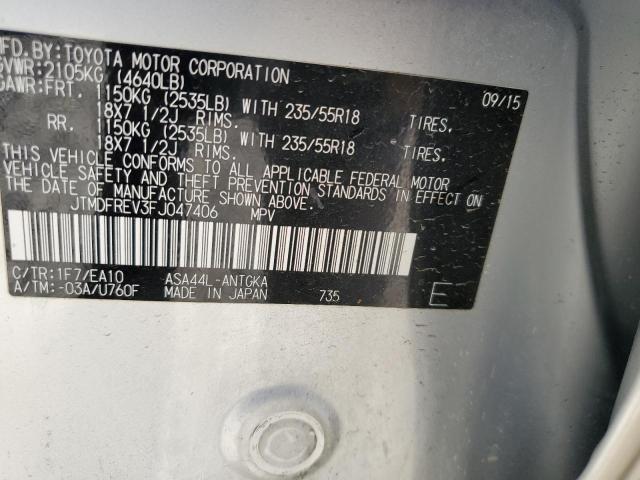 MFD. BY: TOYOTA MOTOR CORPORATION 09/15
GVWR: 2105KG (4640LB)
GAWR: FRT. 1150KG (2535LB) WITH 235/55R18 TIRES.
18X7 1/2J RIMS.
RR. 1150KG (2535LB) WITH 235/55R18 TIRES.
18X7 1/2J RIMS.
THIS VEHICLE CONFORMS TO ALL APPLICABLE FEDERAL MOTOR
VEHICLE SAFETY AND THEFT PREVENTION STANDARDS IN EFFECT ON
THE DATE OF MANUFACTURE SHOWN ABOVE.
JTMDFREV3FJ047406 MPV
C/TR: 1F7/EA10 ASA44L-ANTGKA
A/TM: -03A/U760F MADE IN JAPAN 735 E